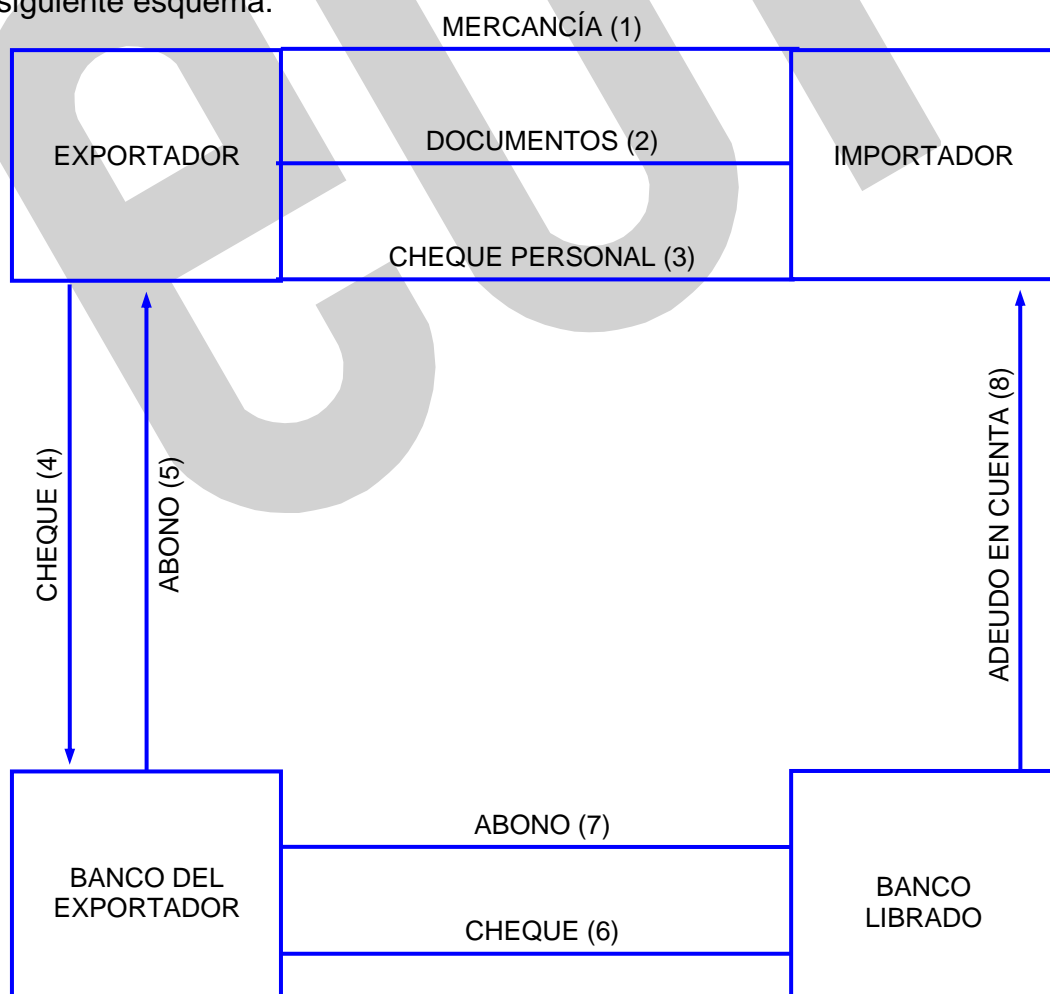 siguiente esquema:
MERCANCÍA (1)
EXPORTADOR
DOCUMENTOS (2)
IMPORTADOR
CHEQUE PERSONAL (3)
CHEQUE (4)
ABONO (5)
ADEUDO EN CUENTA (8)
ABONO (7)
BANCO DEL
EXPORTADOR
BANCO
LIBRADO
CHEQUE (6)